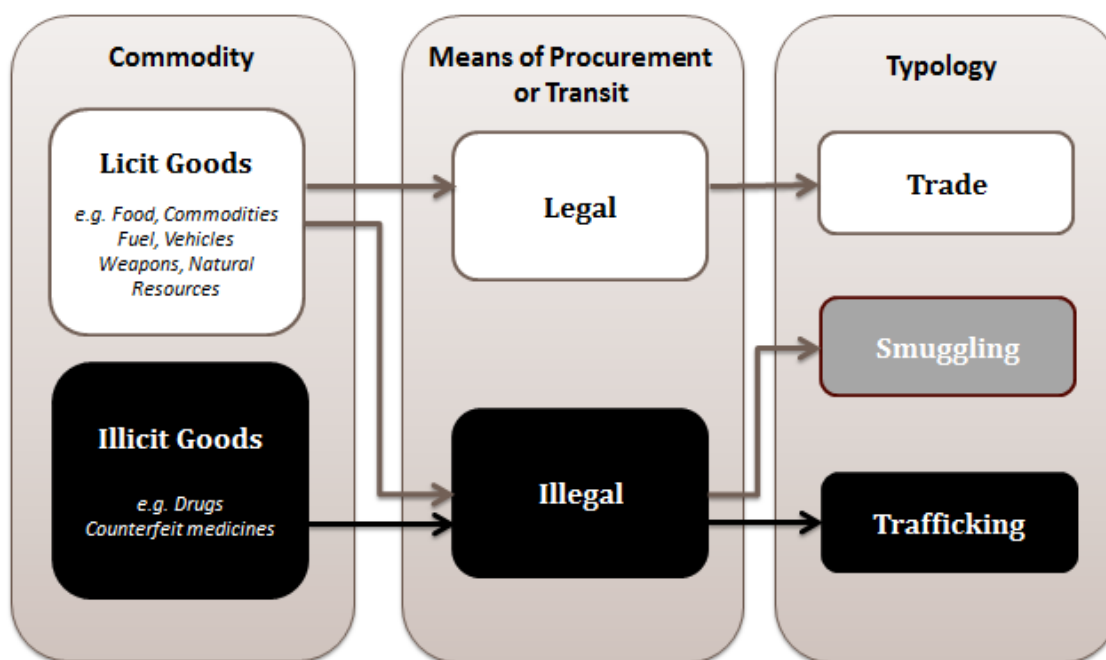 Commodity
Licit Goods
e.g. Food, Commodities
Fuel, Vehicles
Weapons, Natural
Resources
Illicit Goods
e.g. Drugs
Counterfeit medicines
Means of Procurement
or Transit
Legal
Illegal
Typology
Trade
Smuggling
Trafficking